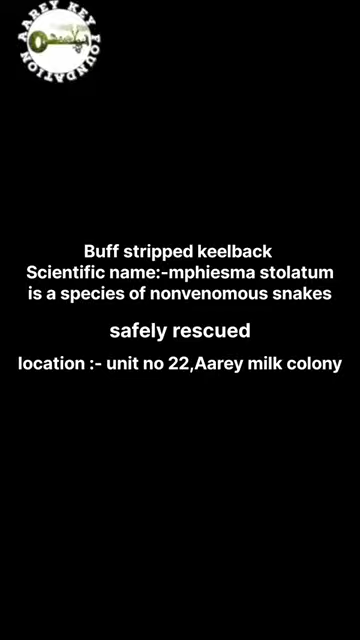 AAREY KEY FOUNDATION
Buff stripped keelback
Scientific name:-mphiesma stolatum
is a species of nonvenomous snakes
safely rescued
location :- unit no 22,Aarey milk colony